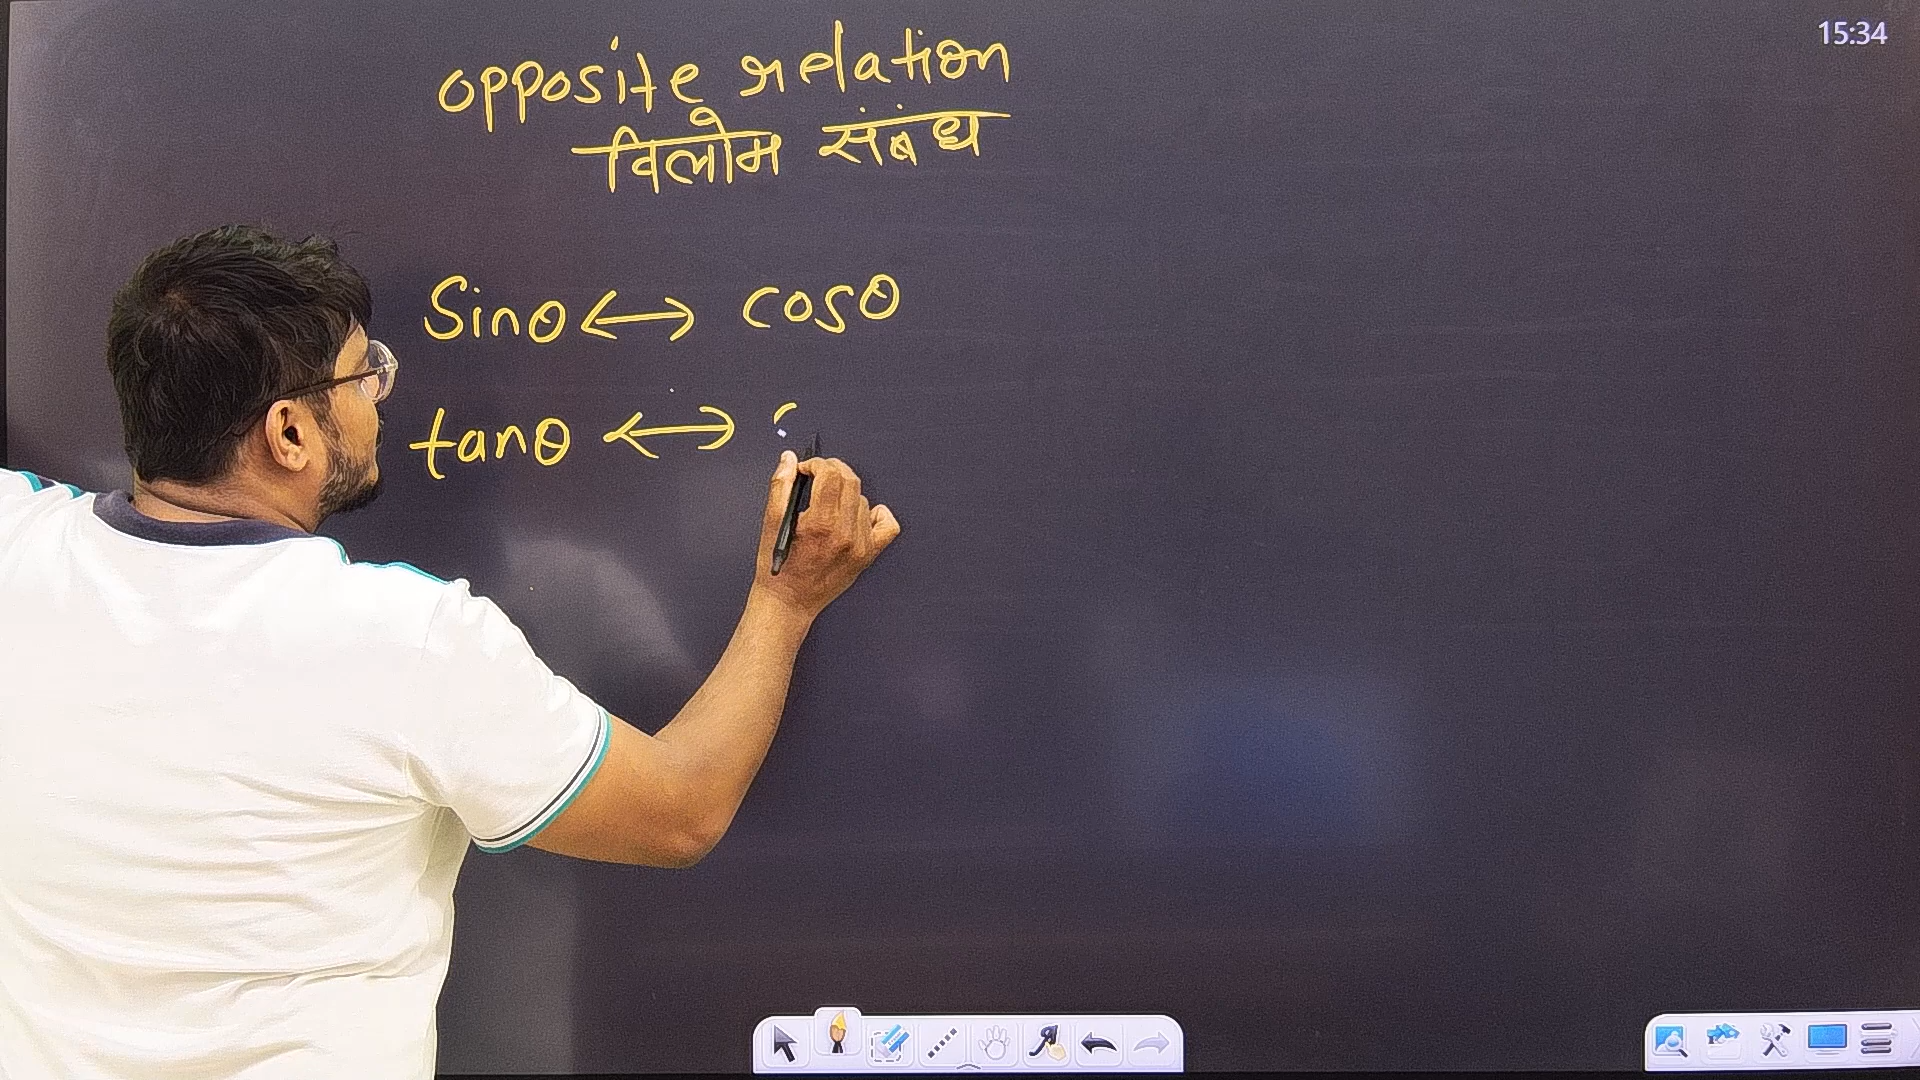 15:34
opposite relation
विलोम संबंध
Sinθ ↔ cosθ
tanθ ↔